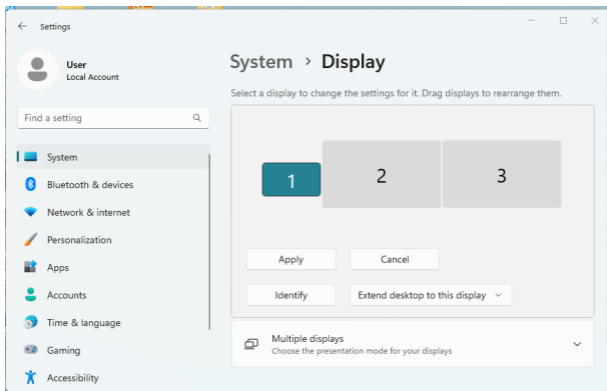 Settings
User
Local Account
System > Display
Select a display to change the settings for it. Drag displays to rearrange them.
Find a setting
System
Bluetooth & devices
Network & internet
Personalization
Apps
Accounts
Time & language
Gaming
Accessibility
1
2
3
Apply
Cancel
Identify
Extend desktop to this display
Multiple displays
Choose the presentation mode for your displays